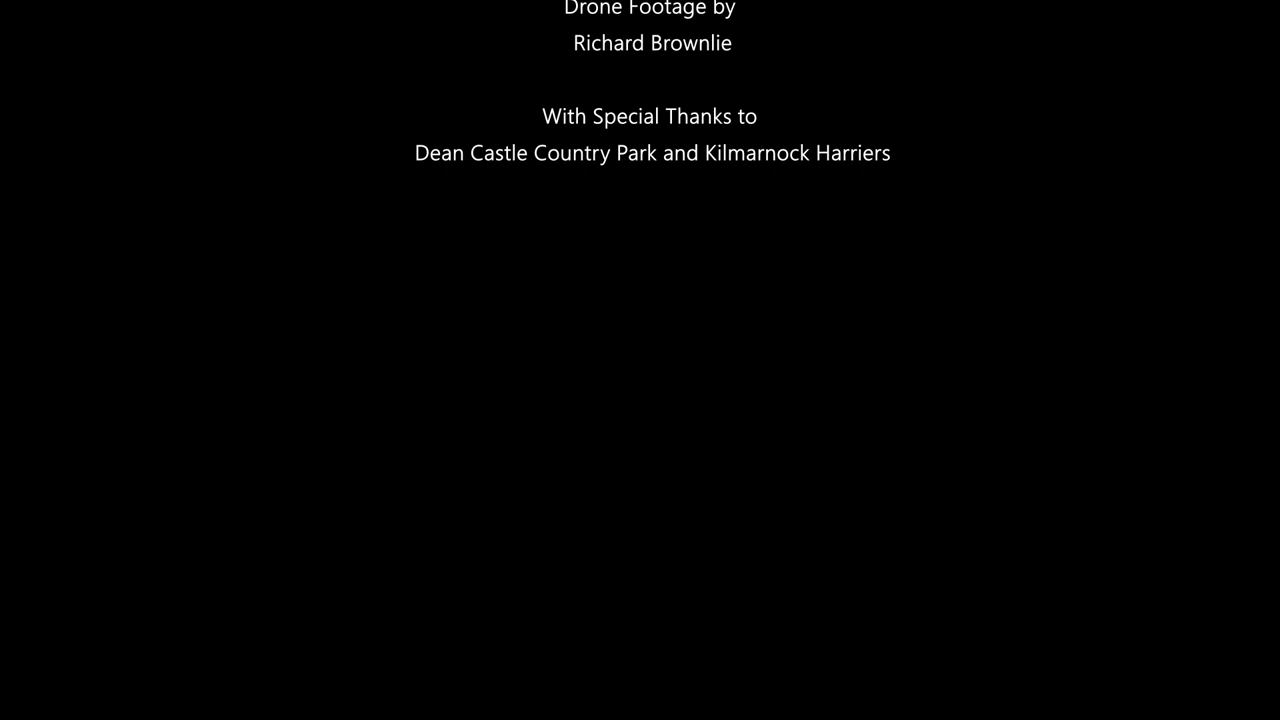 Drone Footage by
Richard Brownlie
With Special Thanks to
Dean Castle Country Park and Kilmarnock Harriers